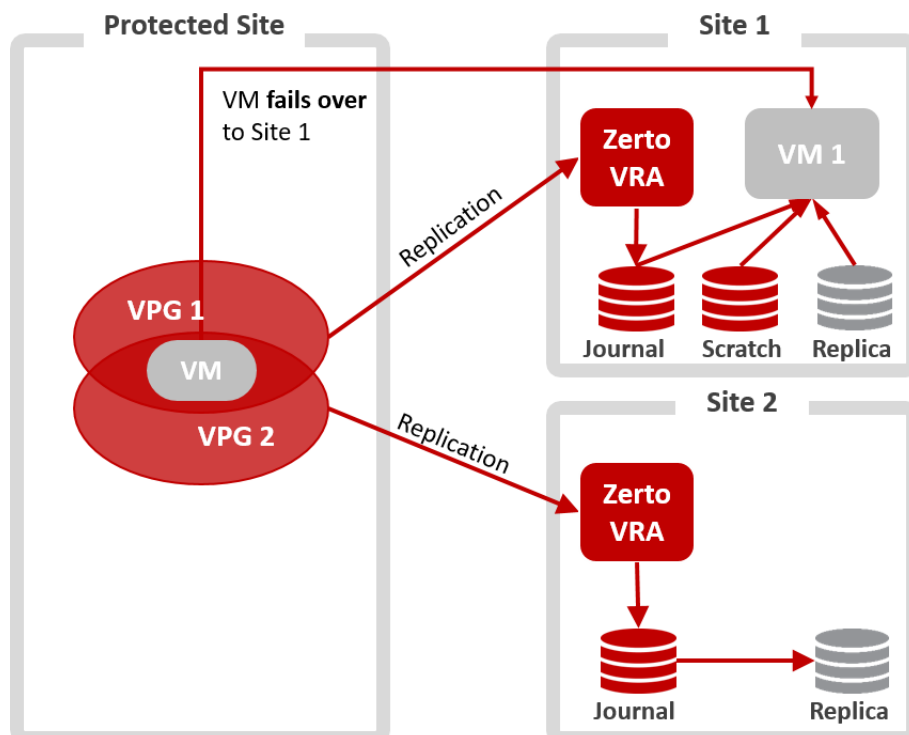 Protected Site
VM fails over
to Site 1
VPG 1
VM
VPG 2
Replication
Replication
Site 1
Zerto
VRA
VM 1
Journal
Scratch
Replica
Site 2
Zerto
VRA
Journal
Replica